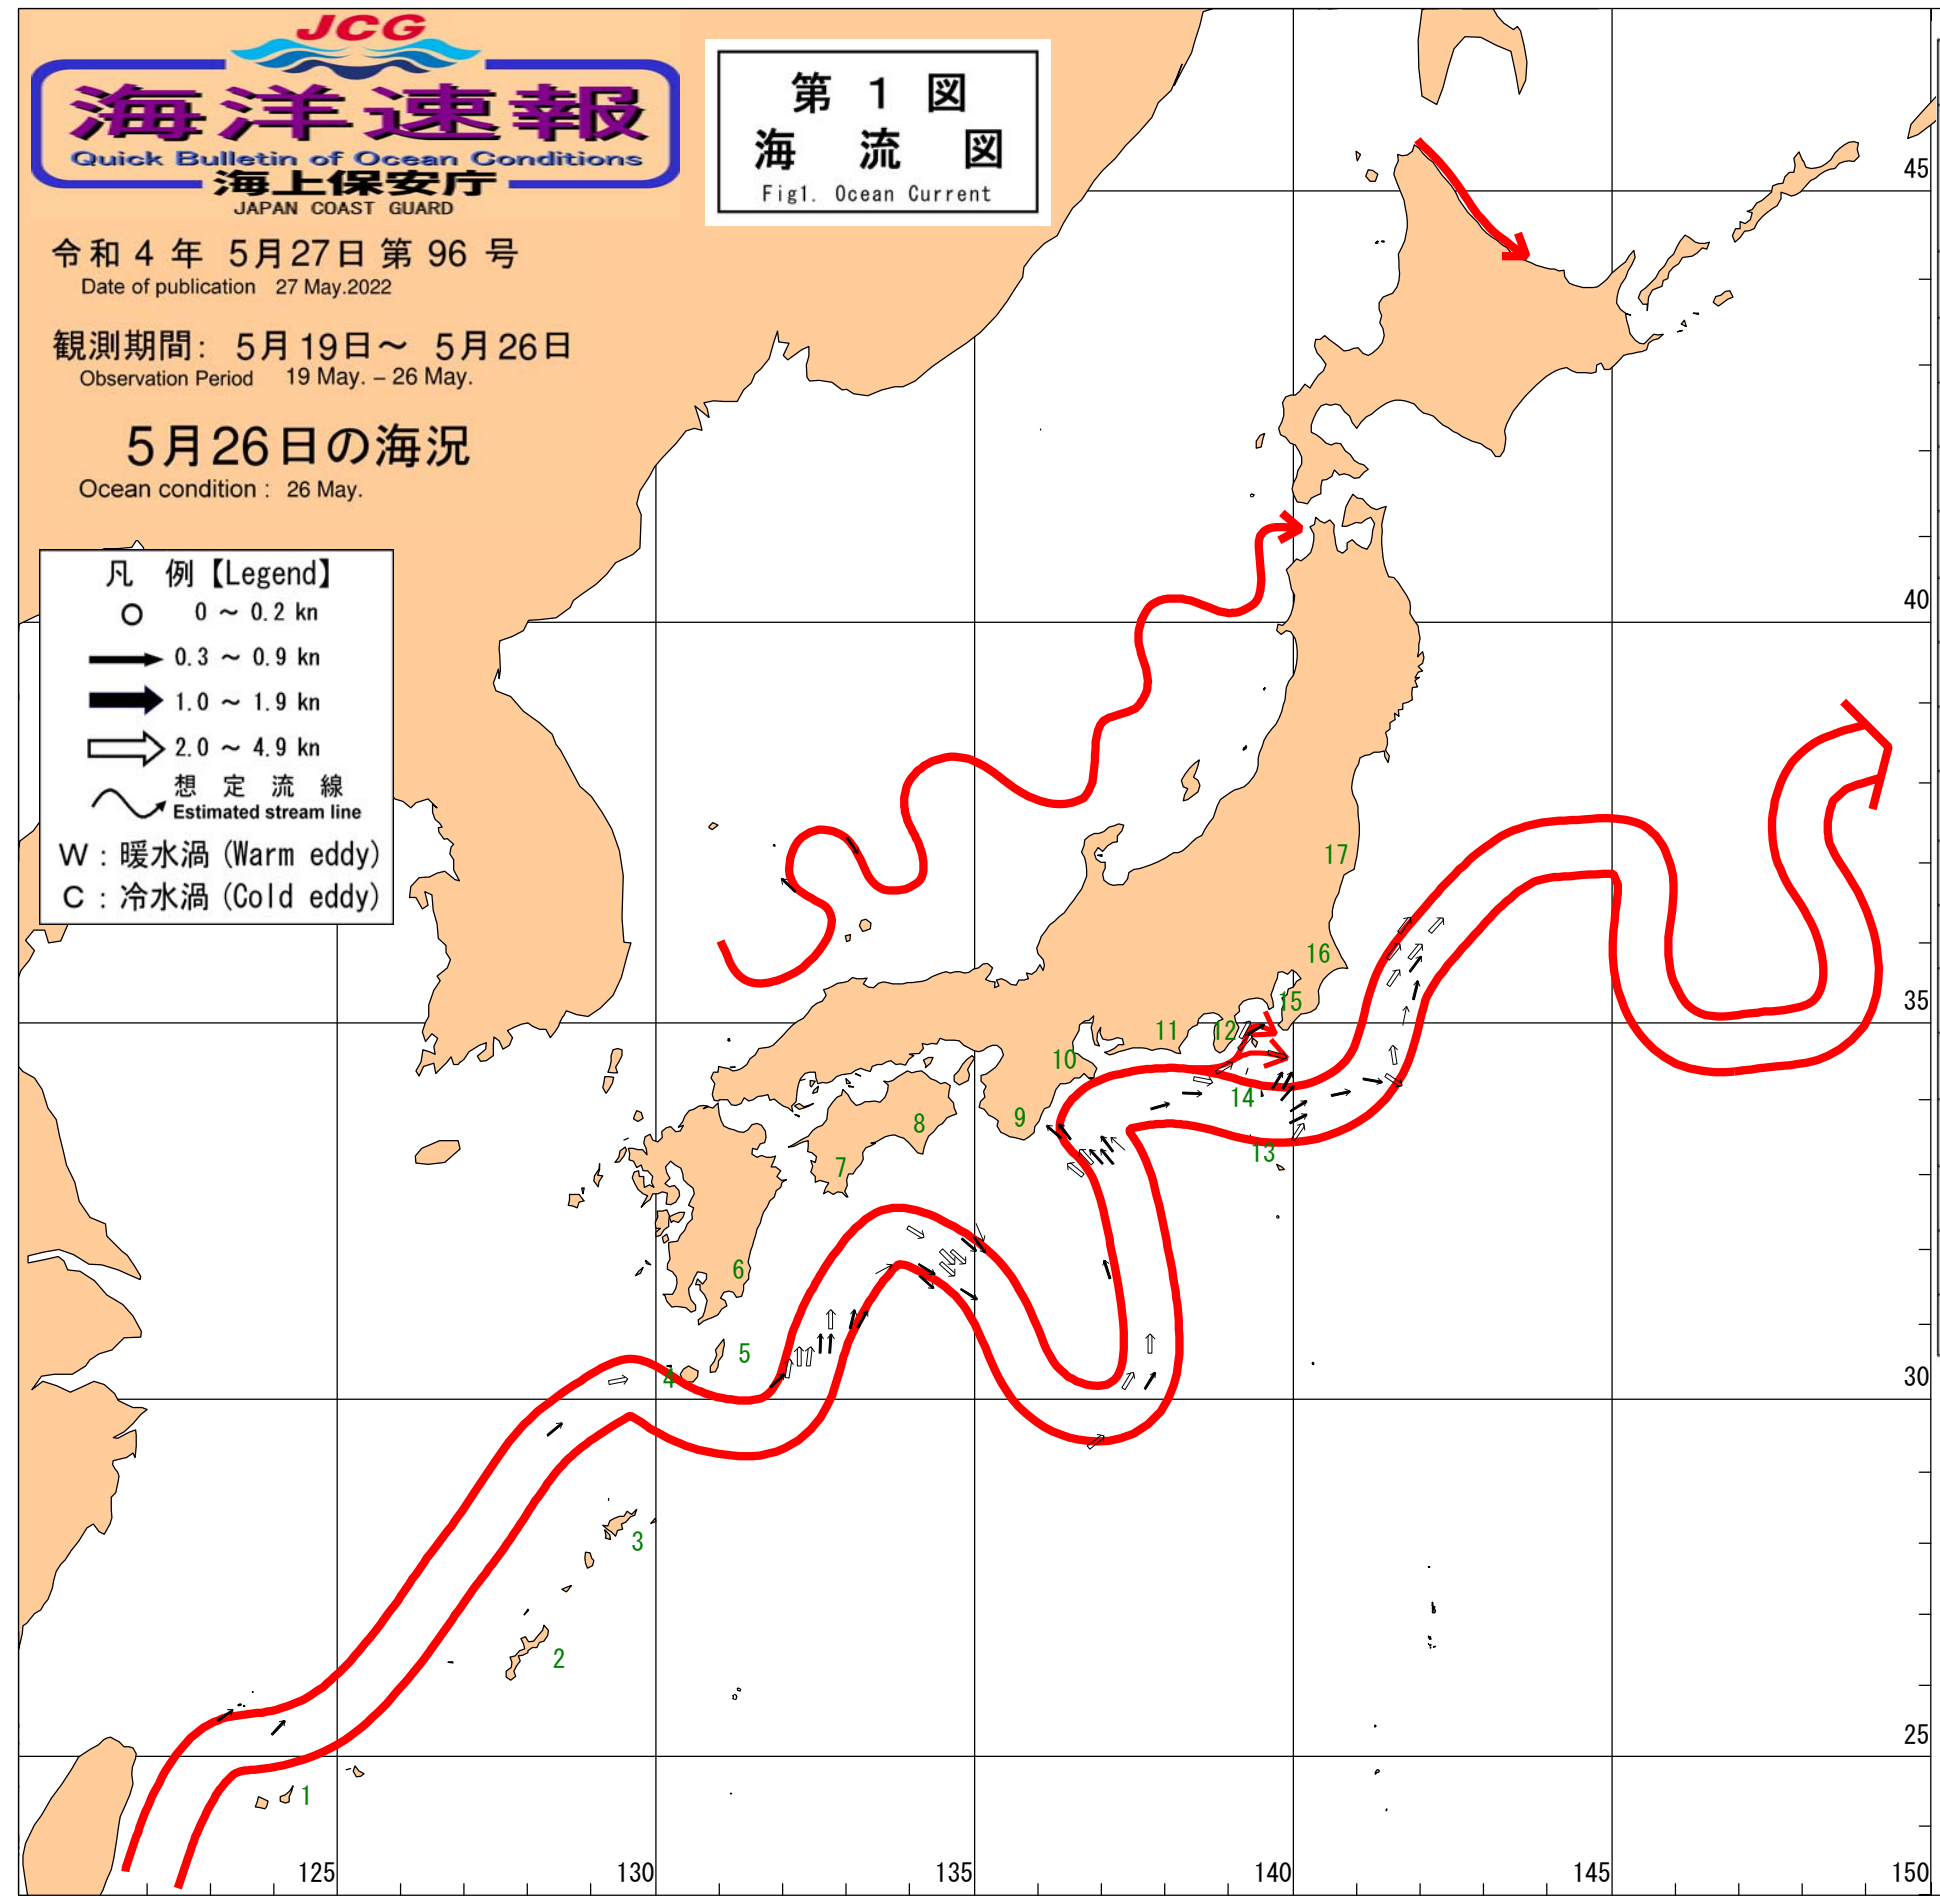 JCG
海洋速報
Quick Bulletin of Ocean Conditions
海上保安庁
JAPAN COAST GUARD
第 1 図
海 流 図
Fig1. Ocean Current
令和 4 年 5月27日 第 96 号
Date of publication 27 May.2022
観測期間: 5月19日～ 5月26日
Observation Period 19 May. – 26 May.
5月26日の海況
Ocean condition : 26 May.
凡 例【Legend】
0 ～ 0.2 kn
0.3 ～ 0.9 kn
1.0 ～ 1.9 kn
2.0 ～ 4.9 kn
想 定 流 線
Estimated stream line
W : 暖水渦 (Warm eddy)
C : 冷水渦 (Cold eddy)
45
40
35
30
25
17
16
15
12
11
10
14
13
9
8
7
6
5
4
3
2
1
125
130
135
140
145
150